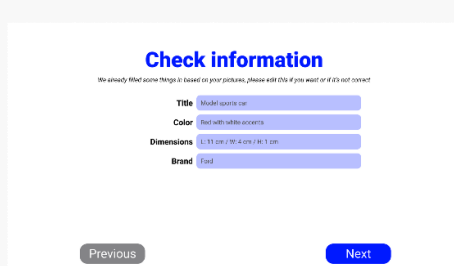 Check information
We already filled some things in based on your pictures, please edit this if you want or if it's not correct
Title Model sports car
Color Red with white accents
Dimensions L: 11 cm / W: 4 cm / H: 1 cm
Brand Ford
Previous Next